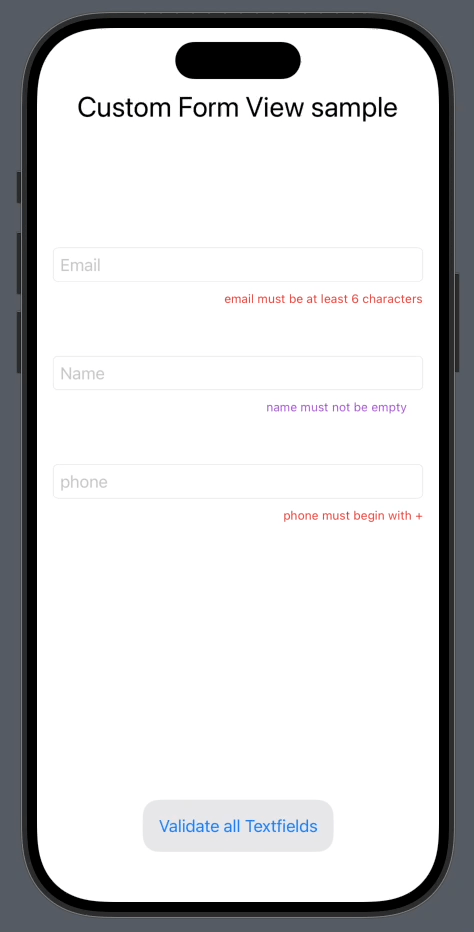 Custom Form View sample
Email
email must be at least 6 characters
Name
name must not be empty
phone
phone must begin with +
Validate all Textfields